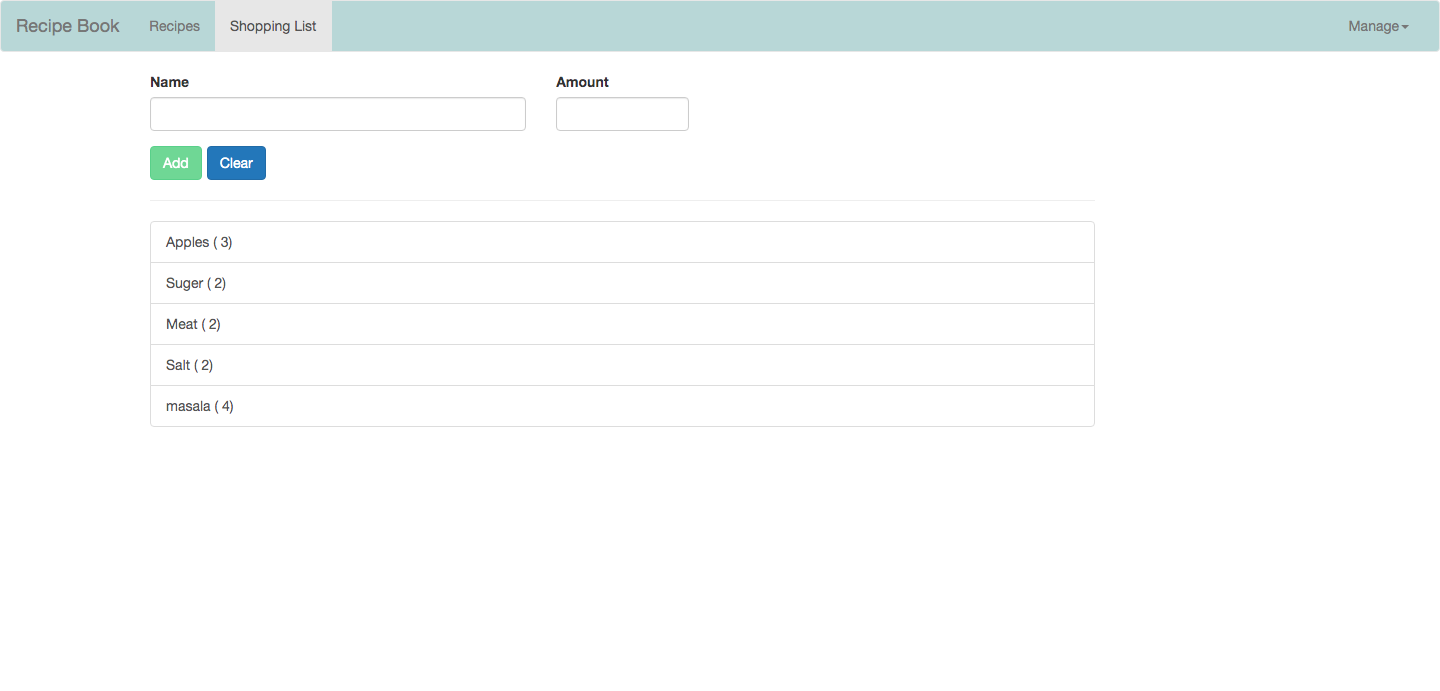 Recipe Book Recipes Shopping List Manage
Name Amount
Add Clear
Apples ( 3)
Suger ( 2)
Meat ( 2)
Salt ( 2)
masala ( 4)